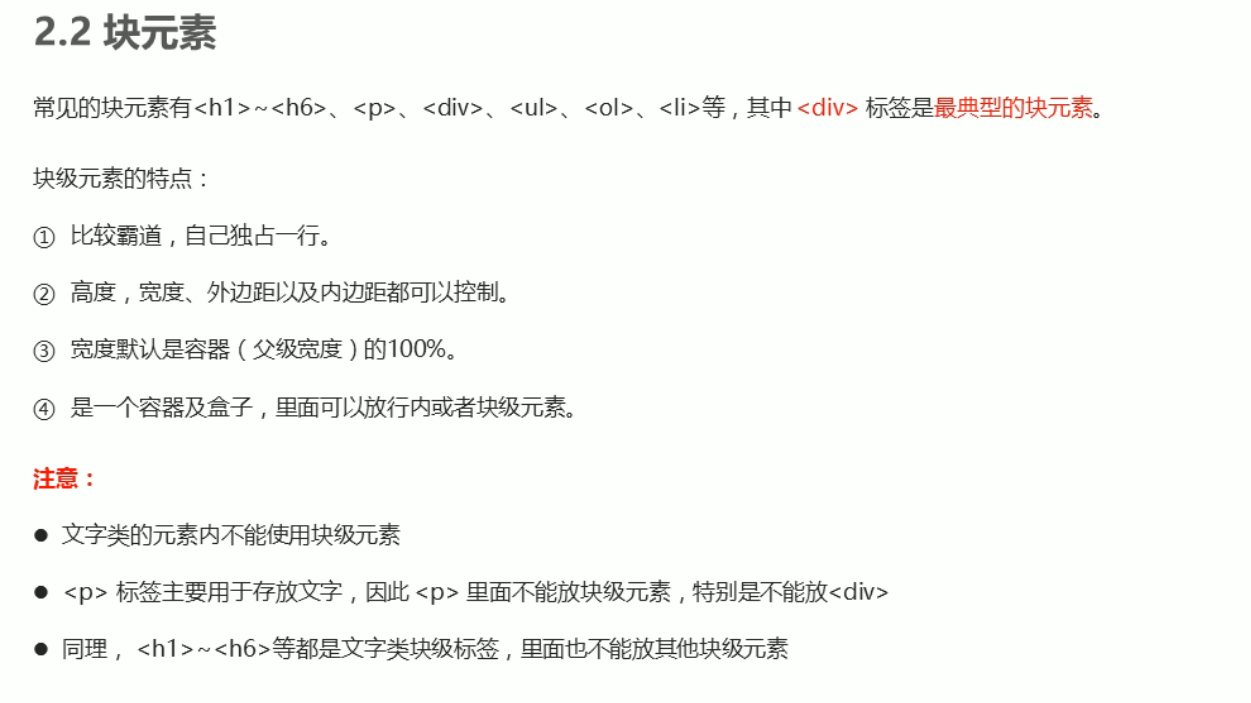 2.2 块元素
常见的块元素有<h1>~<h6>、<p>、<div>、<ul>、<ol>、<li>等，其中 <div> 标签是最典型的块元素。
块级元素的特点：
① 比较霸道，自己独占一行。
② 高度，宽度、外边距以及内边距都可以控制。
③ 宽度默认是容器（父级宽度）的100%。
④ 是一个容器及盒子，里面可以放行内或者块级元素。
注意：
● 文字类的元素内不能使用块级元素
● <p> 标签主要用于存放文字，因此 <p> 里面不能放块级元素，特别是不能放<div>
● 同理， <h1>~<h6>等都是文字类块级标签，里面也不能放其他块级元素